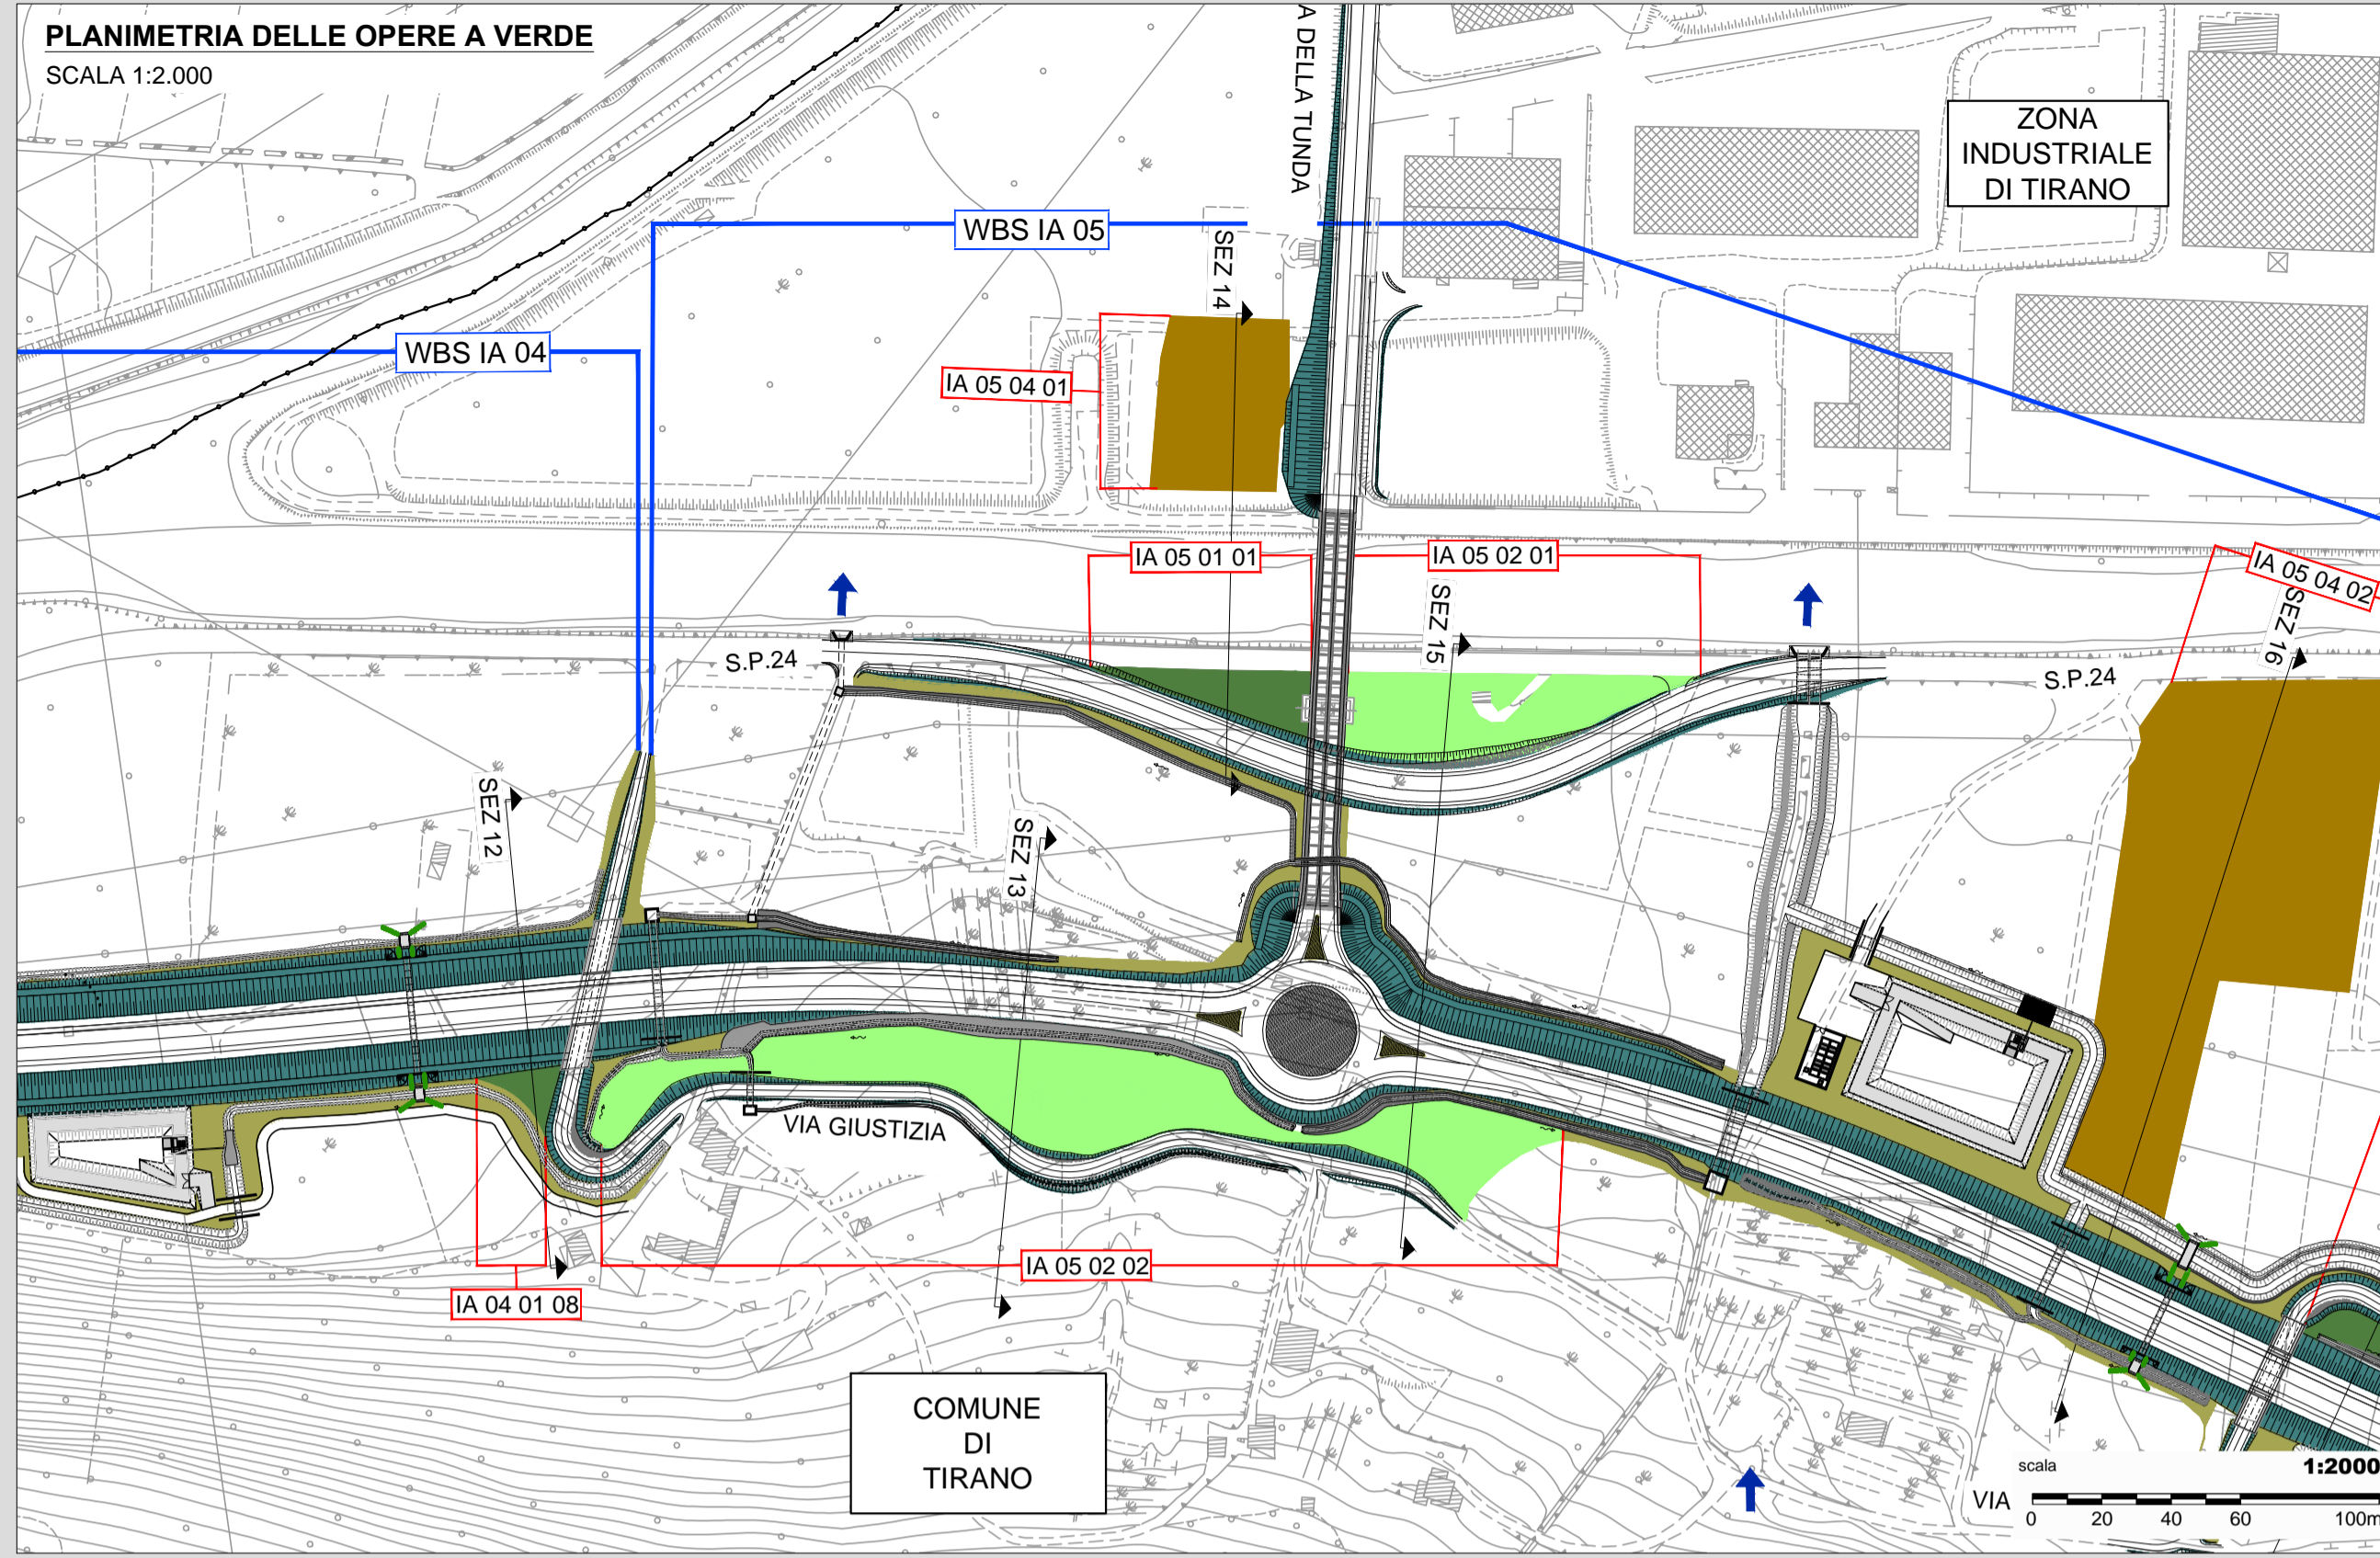 PLANIMETRIA DELLE OPERE A VERDE
SCALA 1:2.000
A DELLA TUNDA
ZONA
INDUSTRIALE
DI TIRANO
WBS IA 05
SEZ 14
WBS IA 04
IA 05 04 01
IA 05 01 01
IA 05 02 01
IA 05 04 02
SEZ 15
SEZ 16
S.P.24
S.P.24
SEZ 12
SEZ 13
VIA GIUSTIZIA
IA 05 02 02
IA 04 01 08
COMUNE
DI
TIRANO
scala 1:2000
VIA
0 20 40 60 100m